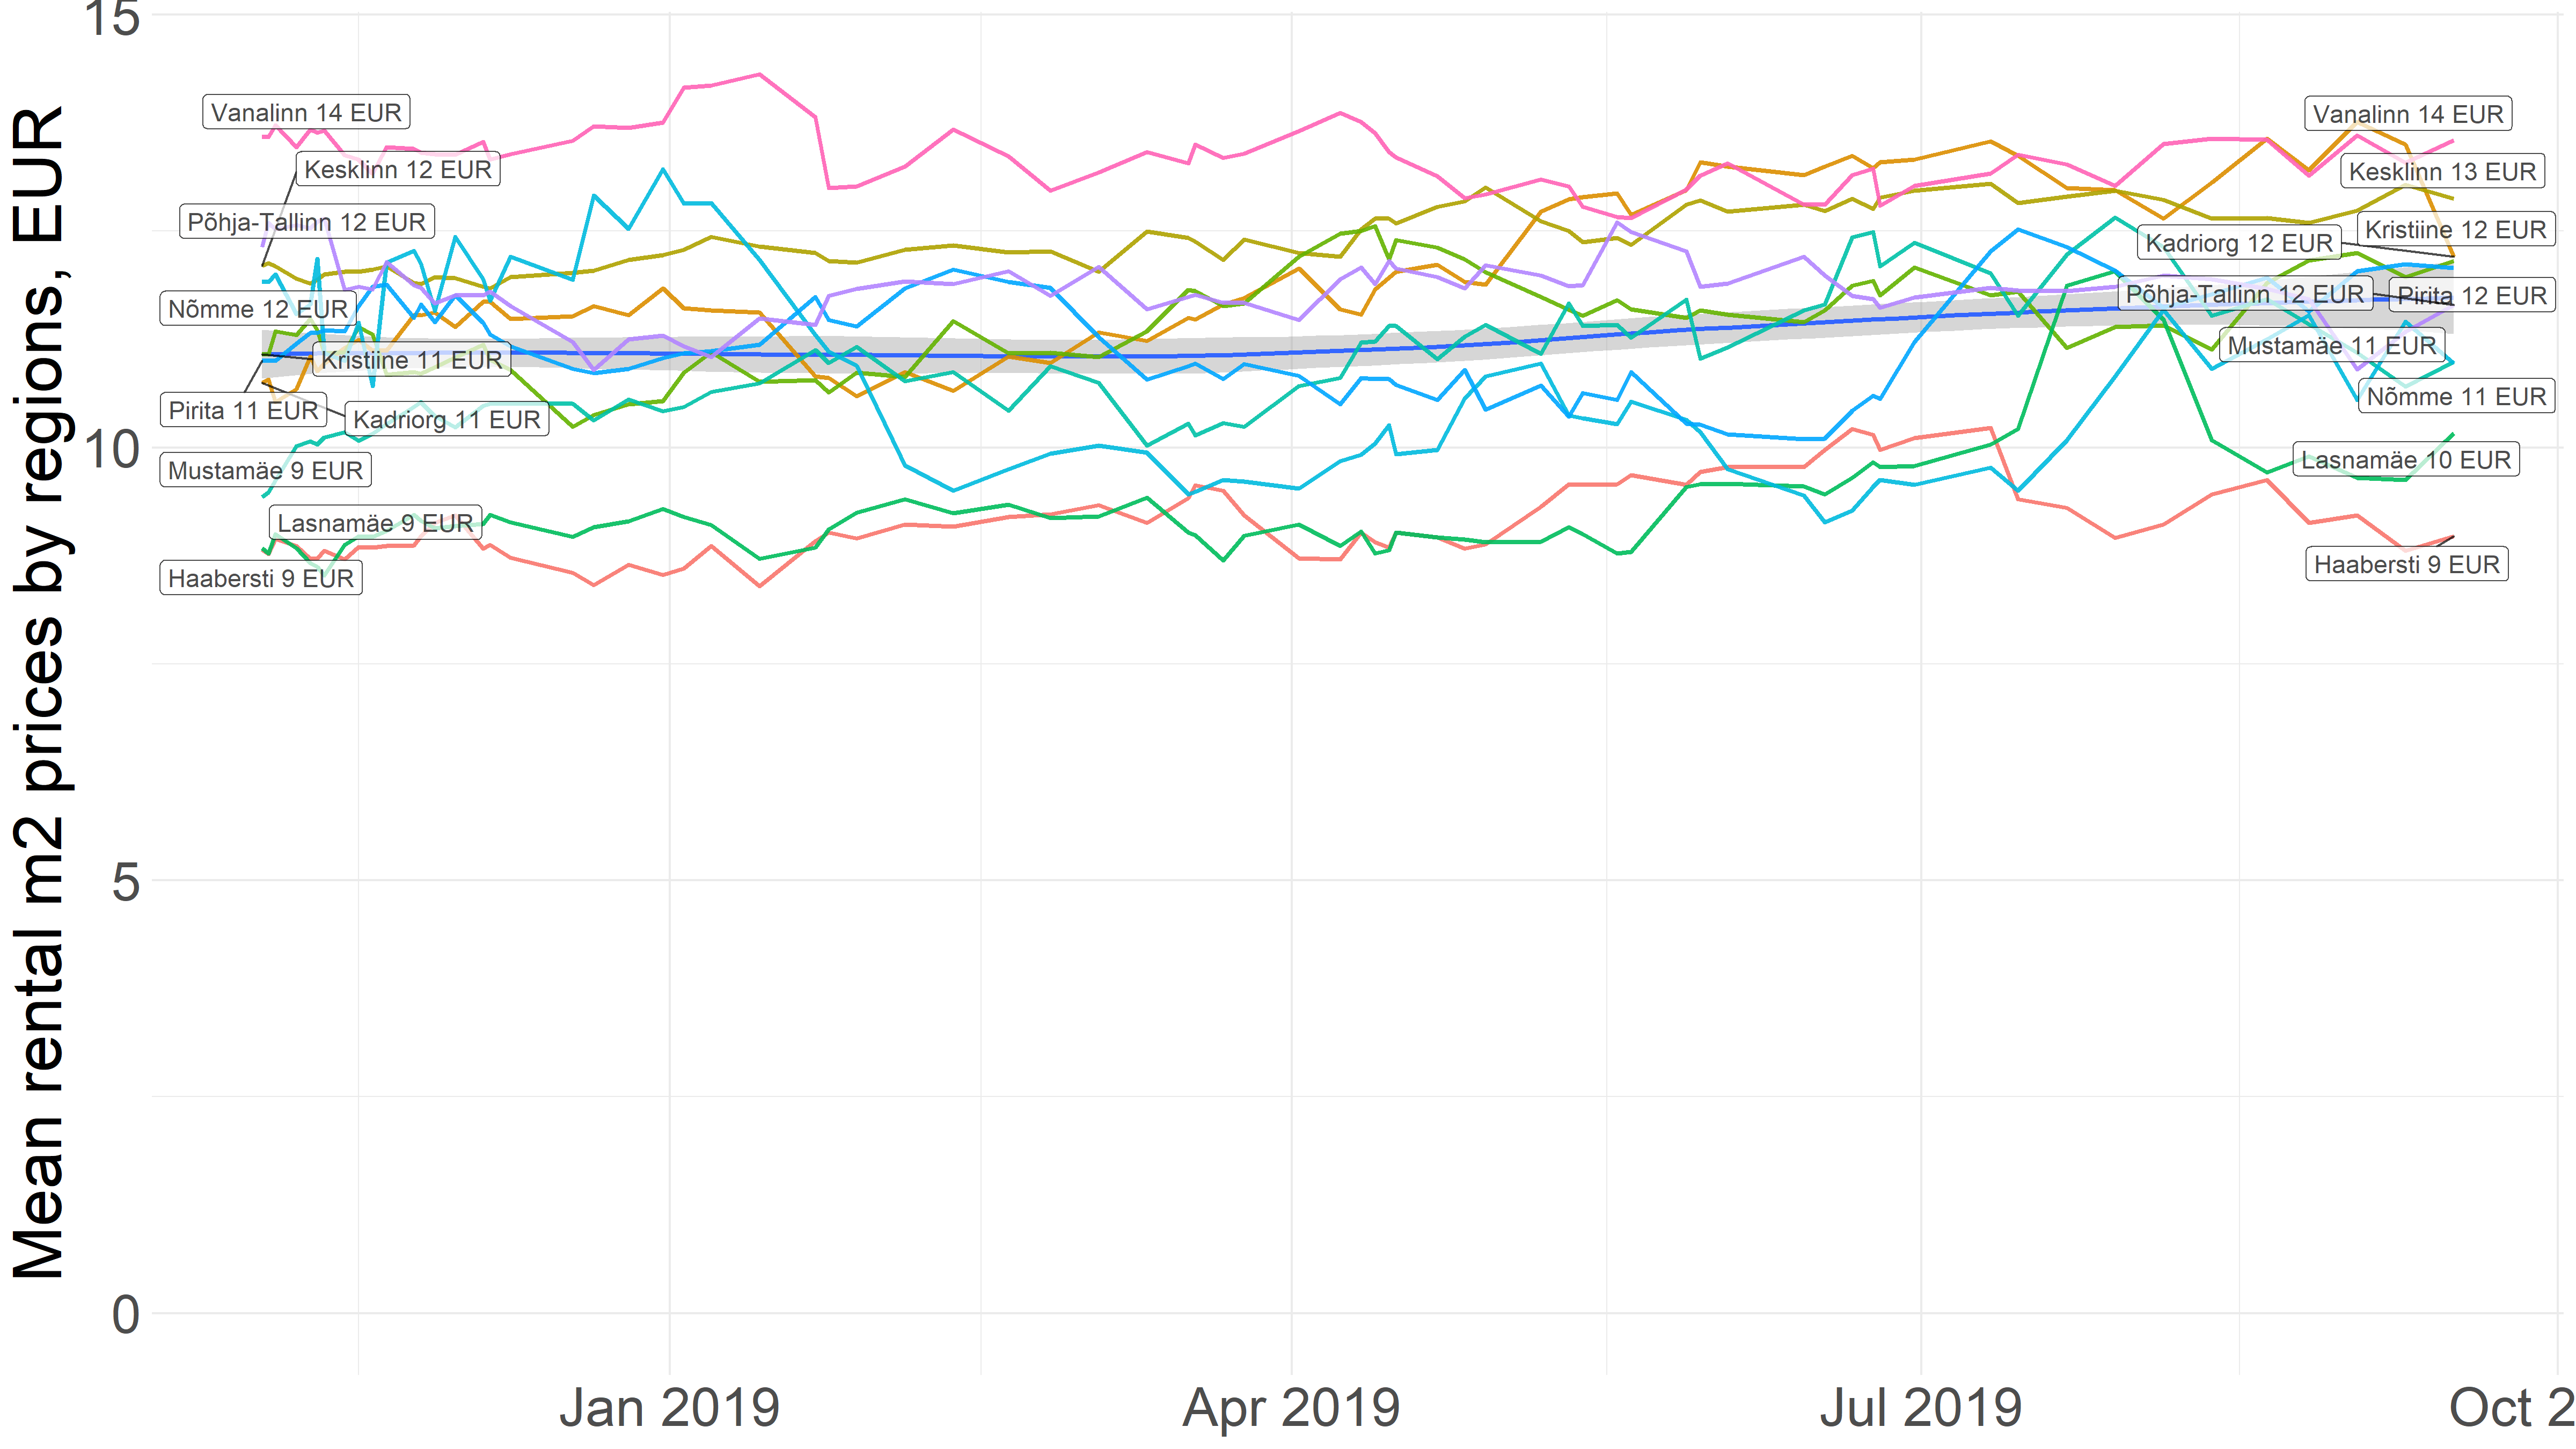 Mean rental m2 prices by regions, EUR
15
10
5
0
Vanalinn 14 EUR
Kesklinn 12 EUR
Põhja-Tallinn 12 EUR
Nõmme 12 EUR
Kristiine 11 EUR
Pirita 11 EUR
Kadriorg 11 EUR
Mustamäe 9 EUR
Lasnamäe 9 EUR
Haabersti 9 EUR
Vanalinn 14 EUR
Kesklinn 13 EUR
Kristiine 12 EUR
Kadriorg 12 EUR
Põhja-Tallinn 12 EUR
Pirita 12 EUR
Mustamäe 11 EUR
Nõmme 11 EUR
Lasnamäe 10 EUR
Haabersti 9 EUR
Jan 2019
Apr 2019
Jul 2019
Oct 2